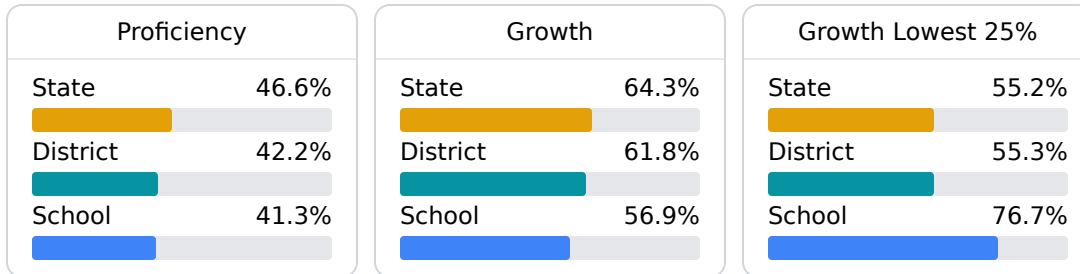 Proficiency
State 46.6%
District 42.2%
School 41.3%
Growth
State 64.3%
District 61.8%
School 56.9%
Growth Lowest 25%
State 55.2%
District 55.3%
School 76.7%